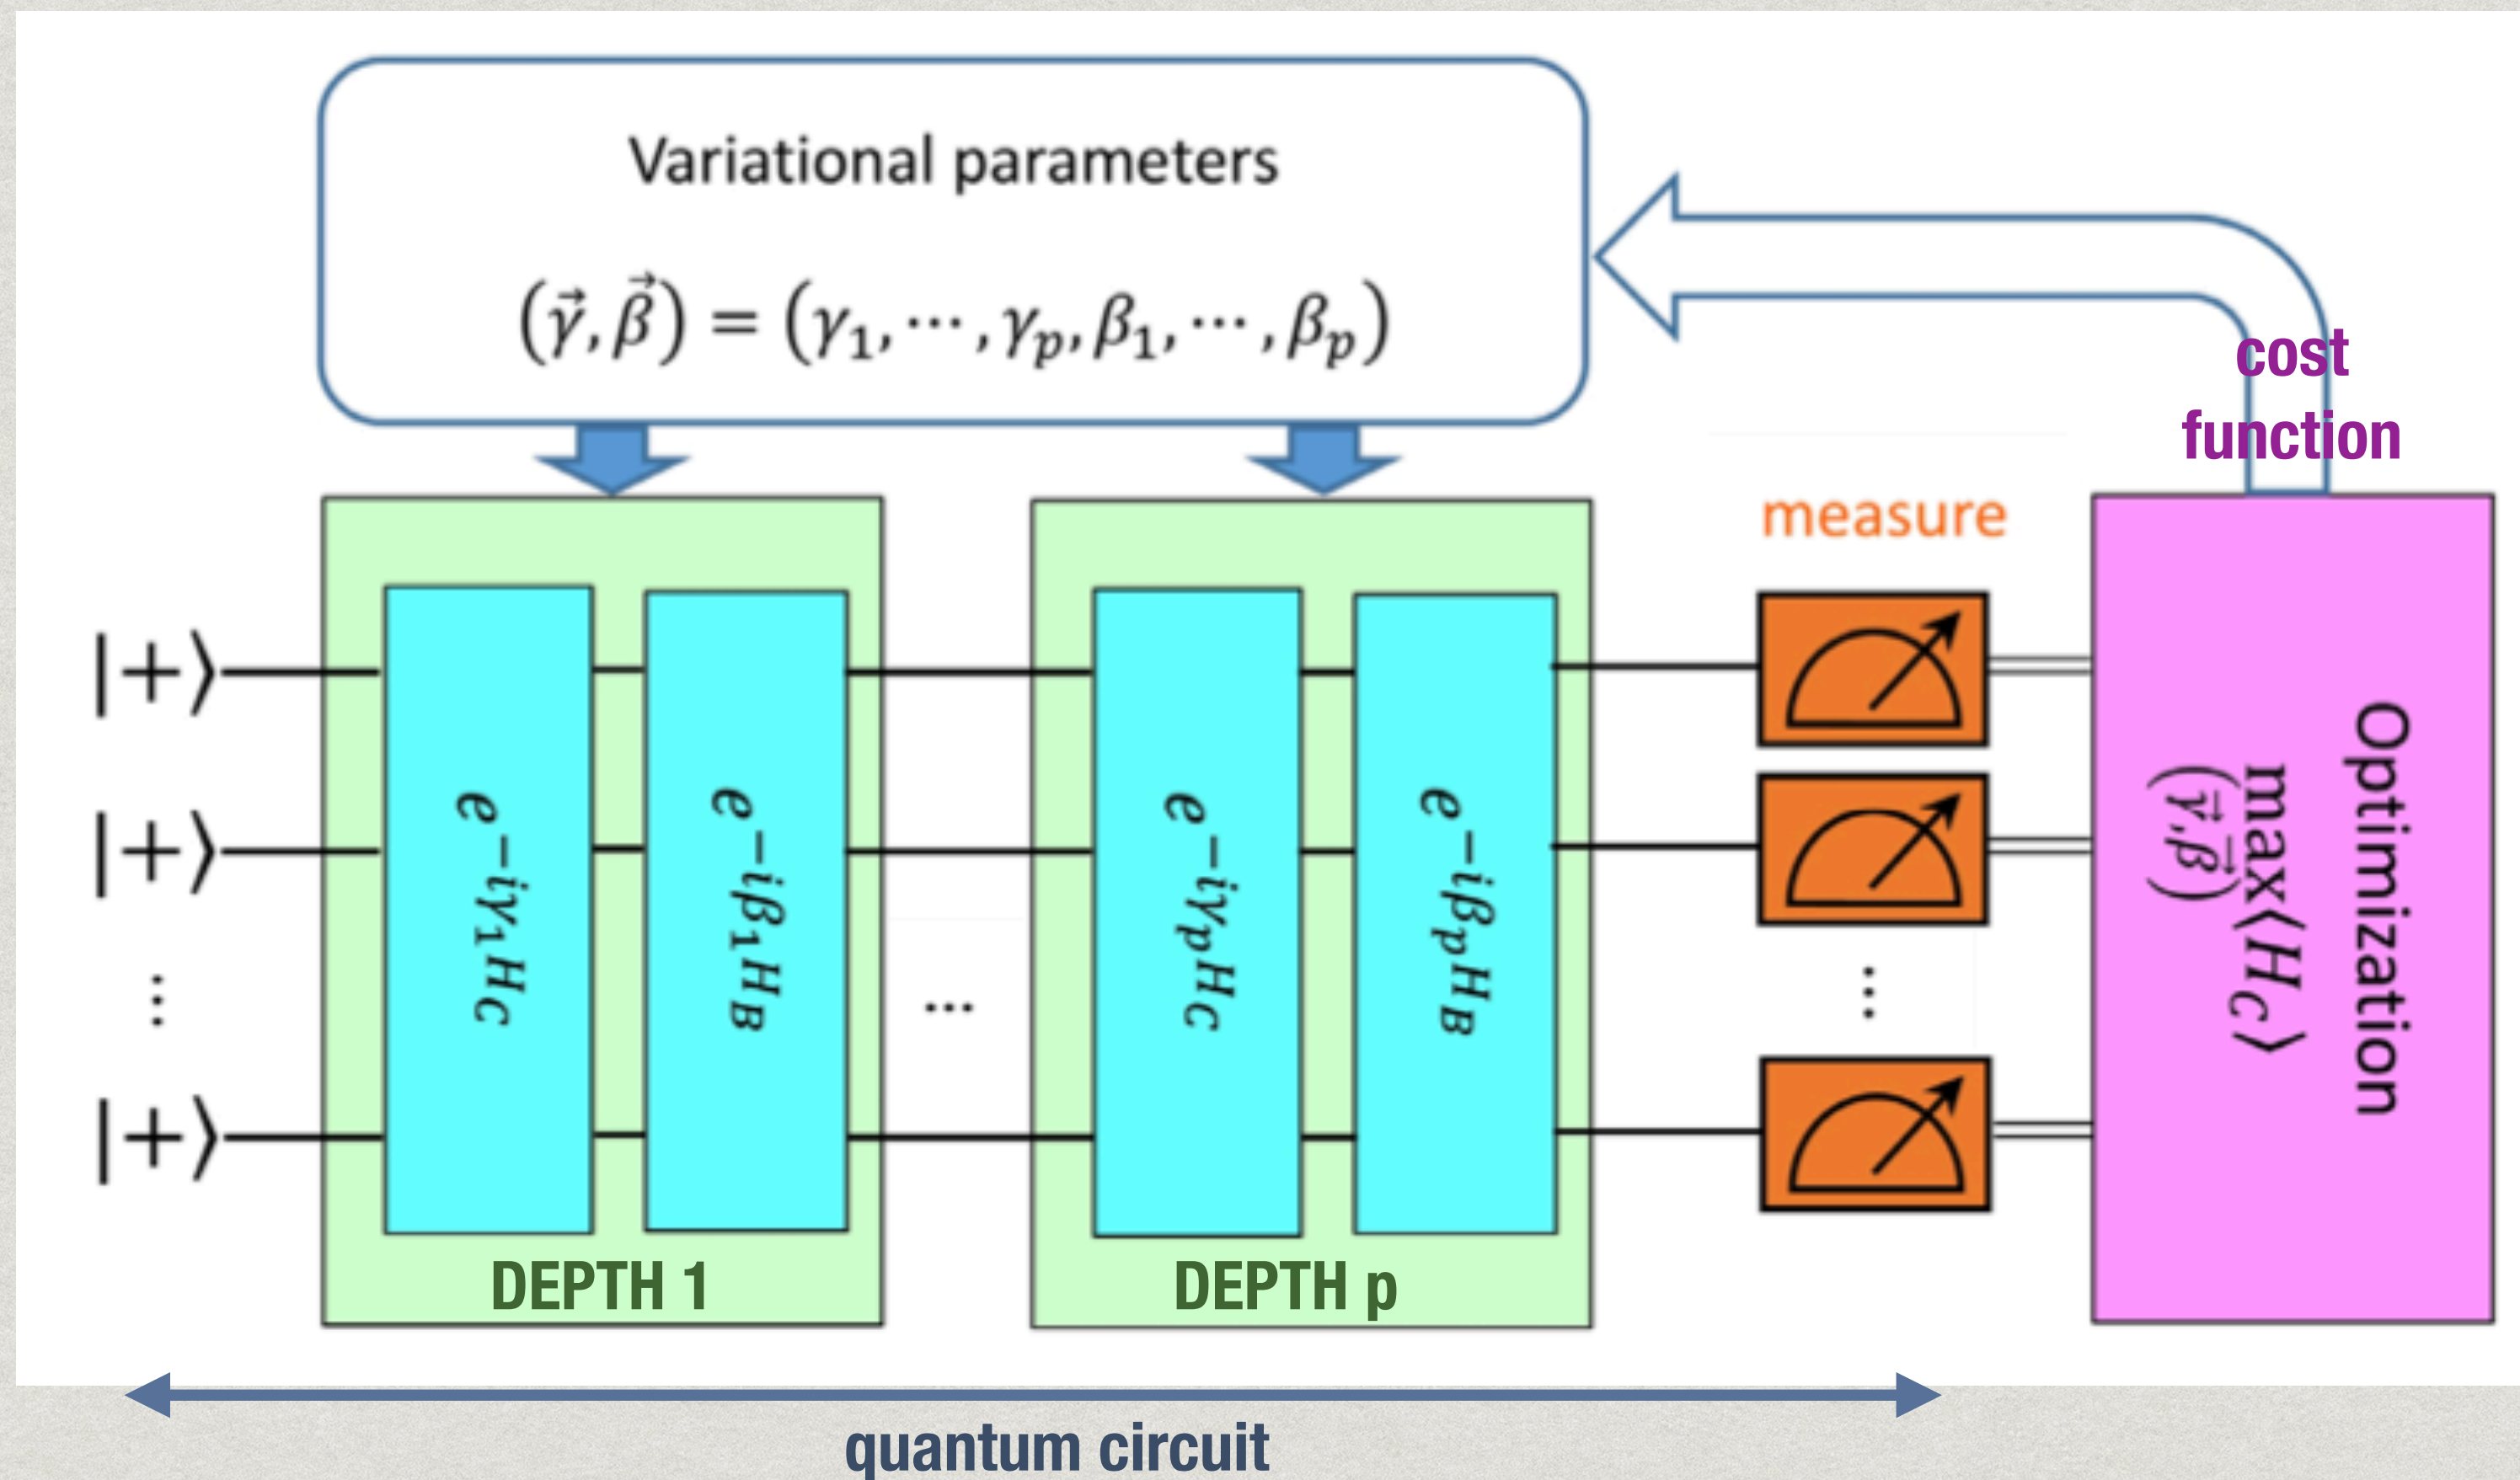 Variational parameters
(γ⃗, β⃗) = (γ₁, ⋯, γₚ, β₁, ⋯, βₚ)
cost
function
measure
|+⟩
|+⟩
⋮
|+⟩
e^{-iγ₁H_C}
e^{-iβ₁H_B}
DEPTH 1
⋯
e^{-iγₚH_C}
e^{-iβₚH_B}
DEPTH p
⋮
Optimization
max⟨H_C⟩
(γ⃗,β⃗)
quantum circuit